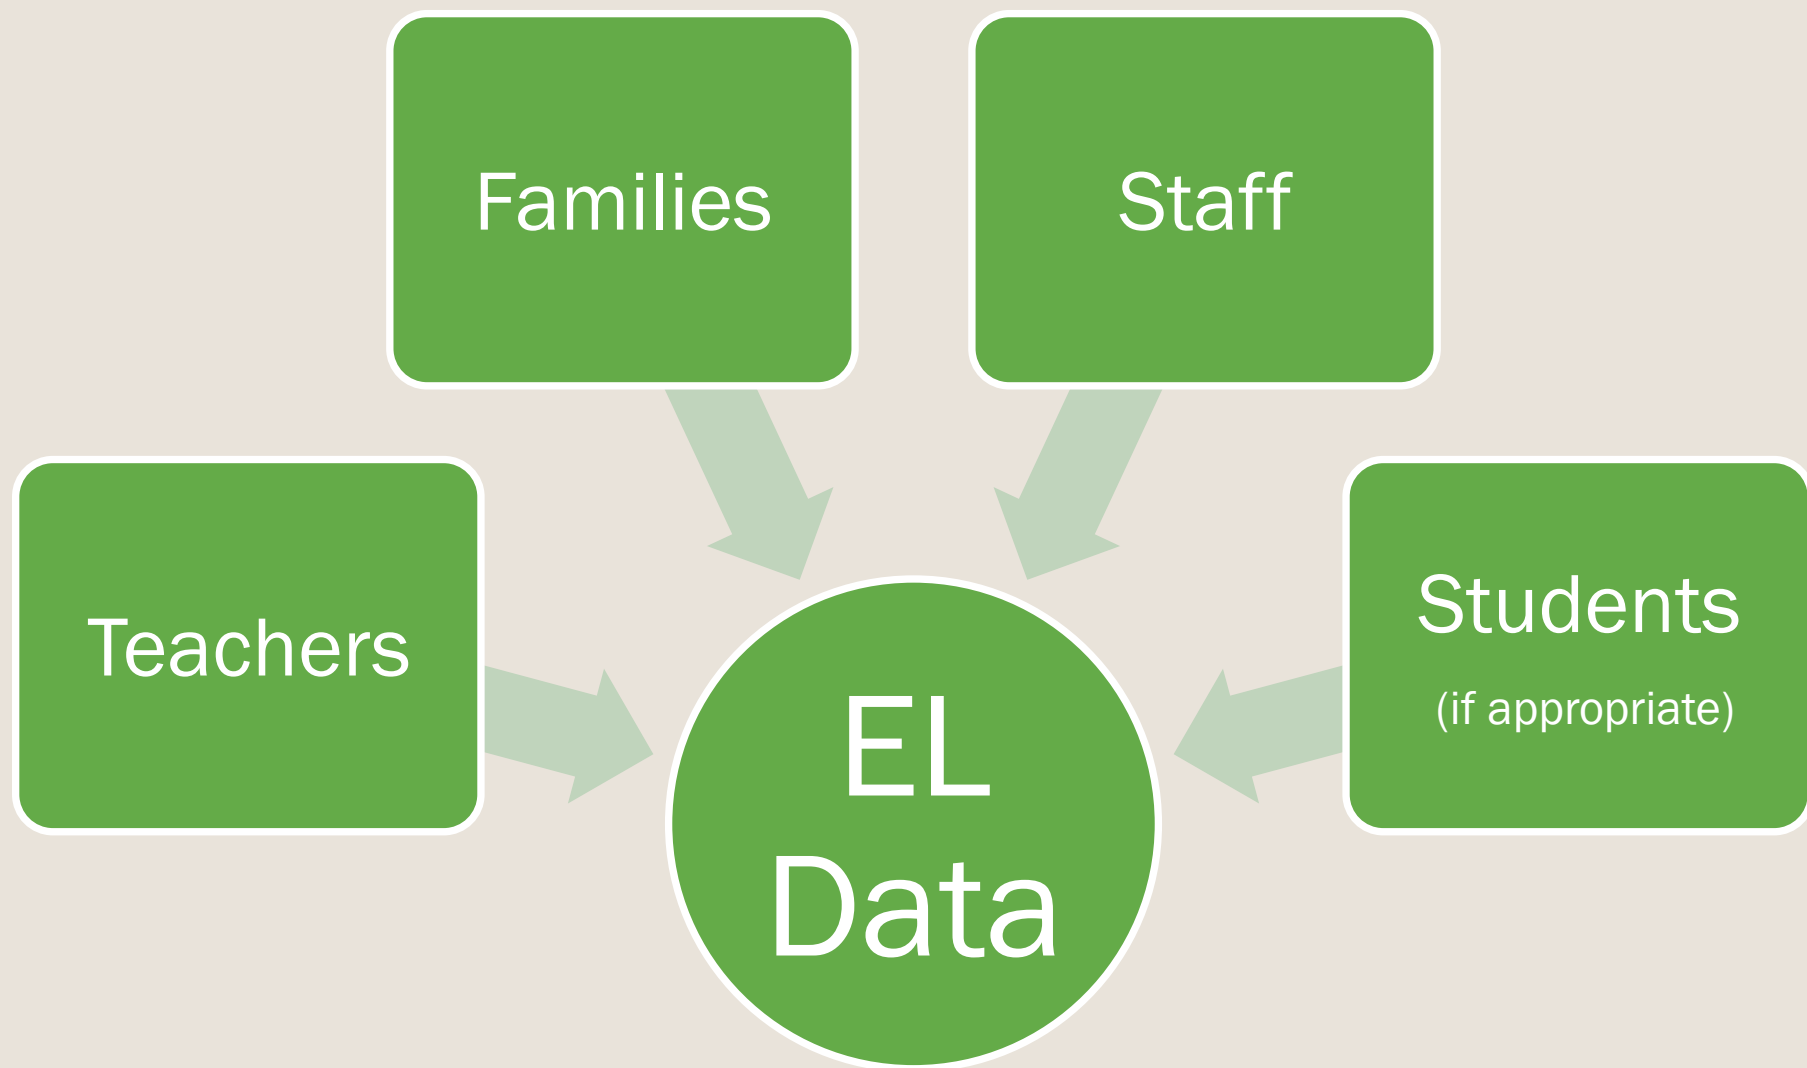 Families
Staff
Teachers
Students
(if appropriate)
EL
Data